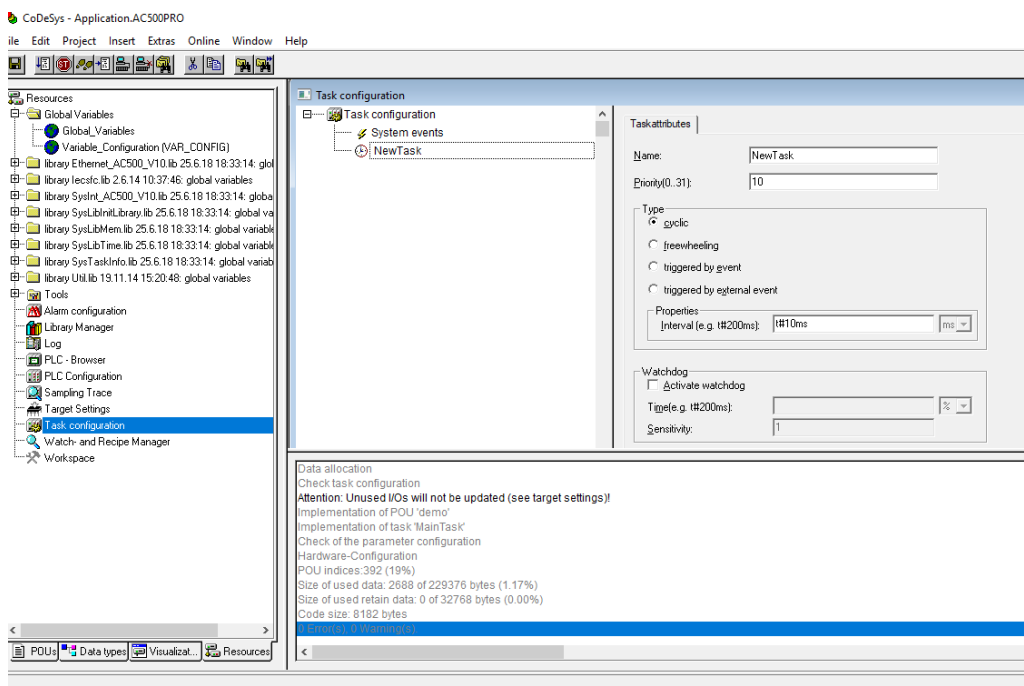 CoDeSys - Application.AC500PRO
ile Edit Project Insert Extras Online Window Help
Resources
Global Variables
Global_Variables
Variable_Configuration (VAR_CONFIG)
library Ethernet_AC500_V10.lib 25.6.18 18:33:14: glol
library Iecsfc.lib 2.6.14 10:37:46: global variables
library SysInt_AC500_V10.lib 25.6.18 18:33:14: globa
library SysLibInitLibrary.lib 25.6.18 18:33:14: global va
library SysLibMem.lib 25.6.18 18:33:14: global variable
library SysLibTime.lib 25.6.18 18:33:14: global variable
library SysTaskInfo.lib 25.6.18 18:33:14: global variab
library Util.lib 19.11.14 15:20:48: global variables
Tools
Alarm configuration
Library Manager
Log
PLC - Browser
PLC Configuration
Sampling Trace
Target Settings
Task configuration
Watch- and Recipe Manager
Workspace
POUs Data types Visualizat... Resources
Task configuration
Task configuration
System events
NewTask
Taskattributes
Name: NewTask
Priority(0..31): 10
Type
cyclic
freewheeling
triggered by event
triggered by external event
Properties
Interval (e.g. t#200ms): t#10ms ms
Watchdog
Activate watchdog
Time(e.g. t#200ms): %
Sensitivity: 1
Data allocation
Check task configuration
Attention: Unused I/Os will not be updated (see target settings)!
Implementation of POU 'demo'
Implementation of task 'MainTask'
Check of the parameter configuration
Hardware-Configuration
POU indices:392 (19%)
Size of used data: 2688 of 229376 bytes (1.17%)
Size of used retain data: 0 of 32768 bytes (0.00%)
Code size: 8182 bytes
0 Error(s), 0 Warning(s)